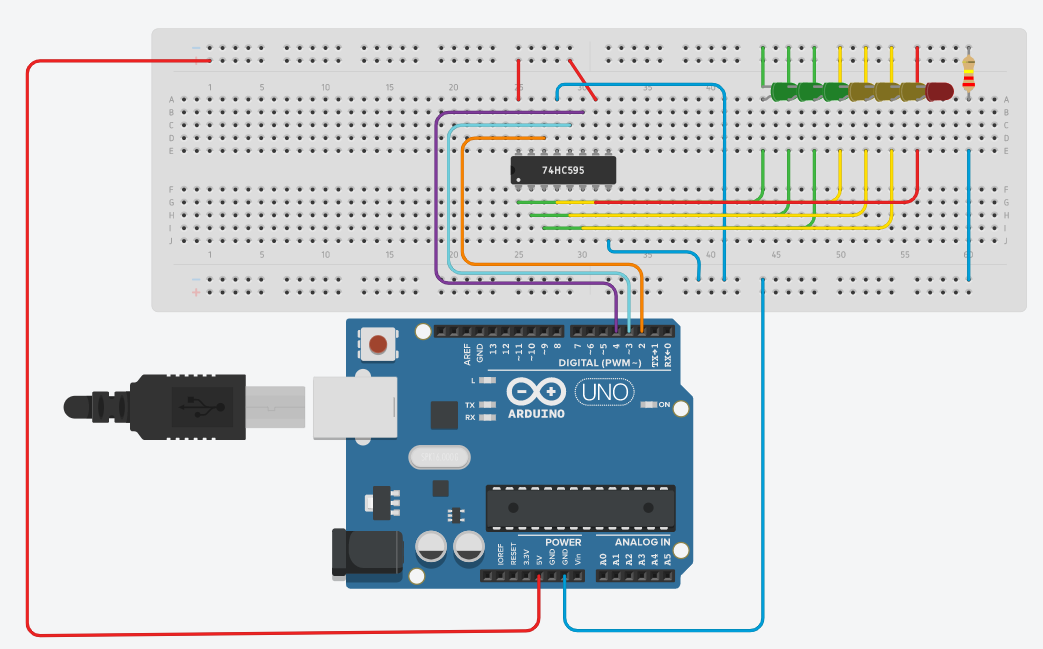 1 5 10 15 20 25 30 35 40 45 50 55 60
A A
B B
C C
D D
E E
74HC595
F F
G G
H H
I I
J J
1 5 10 15 20 25 30 35 40 45 50 55 60
AREF GND 13 12 ~11 ~10 ~9 8 7 ~6 ~5 4 ~3 2 TX→1 RX←0
DIGITAL (PWM~)
L
TX
RX
UNO
ON
ARDUINO
POWER ANALOG IN
IOREF RESET 3.3V 5V GND GND Vin A0 A1 A2 A3 A4 A5